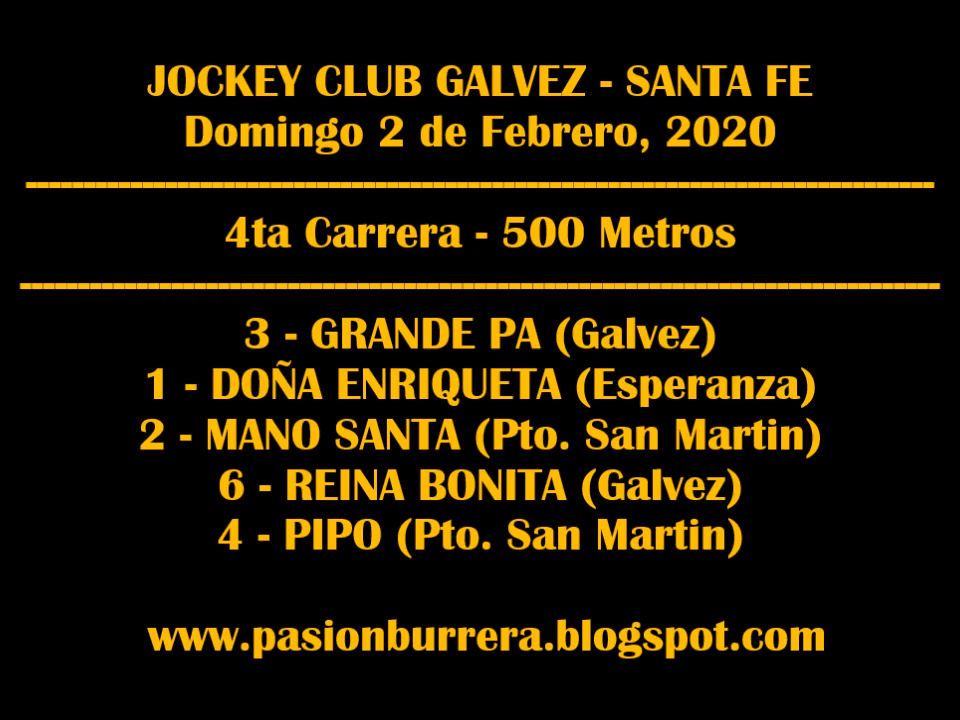 JOCKEY CLUB GALVEZ - SANTA FE
Domingo 2 de Febrero, 2020
4ta Carrera - 500 Metros
3 - GRANDE PA (Galvez)
1 - DOÑA ENRIQUETA (Esperanza)
2 - MANO SANTA (Pto. San Martin)
6 - REINA BONITA (Galvez)
4 - PIPO (Pto. San Martin)
www.pasionburrera.blogspot.com